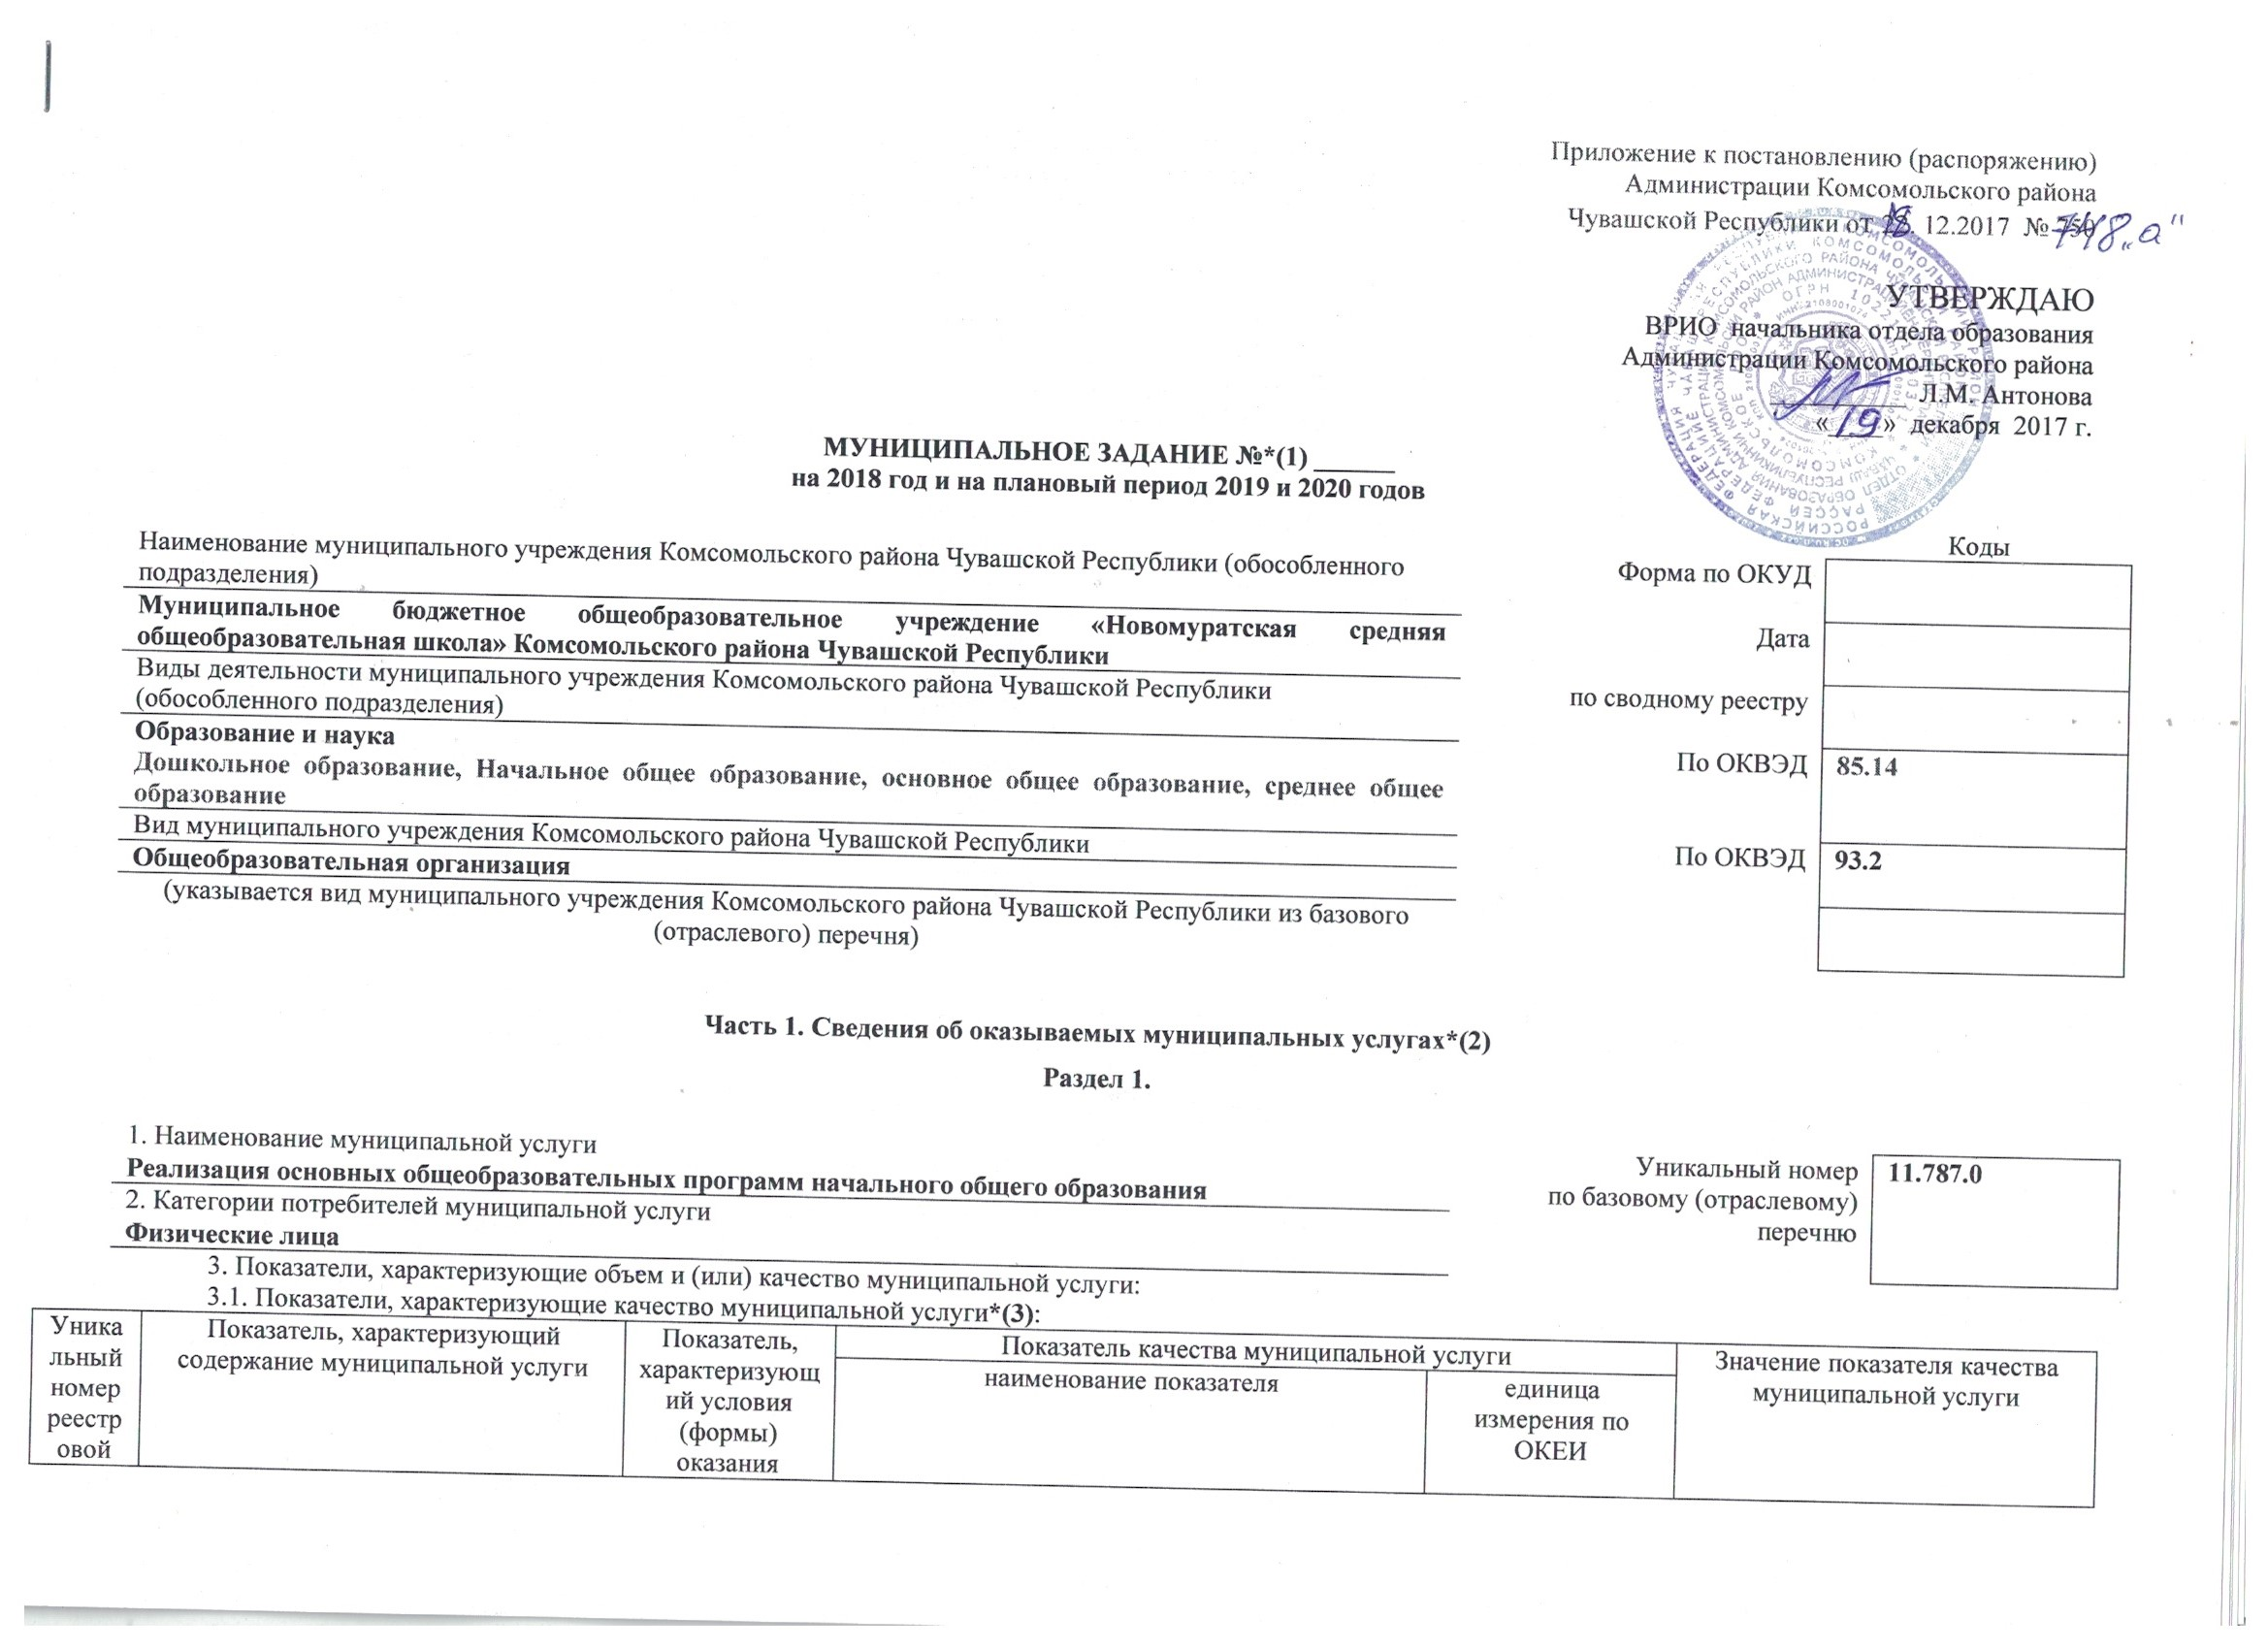 Приложение к постановлению (распоряжению)
Администрации Комсомольского района
Чувашской Республики от 18. 12.2017 № 748 „а"
УТВЕРЖДАЮ
ВРИО начальника отдела образования
Администрации Комсомольского района
Л.М. Антонова
«19» декабря 2017 г.
МУНИЦИПАЛЬНОЕ ЗАДАНИЕ №*(1) ______
на 2018 год и на плановый период 2019 и 2020 годов
Наименование муниципального учреждения Комсомольского района Чувашской Республики (обособленного
подразделения)
Муниципальное бюджетное общеобразовательное учреждение «Новомуратская средняя
общеобразовательная школа» Комсомольского района Чувашской Республики
Виды деятельности муниципального учреждения Комсомольского района Чувашской Республики
(обособленного подразделения)
Образование и наука
Дошкольное образование, Начальное общее образование, основное общее образование, среднее общее
образование
Вид муниципального учреждения Комсомольского района Чувашской Республики
Общеобразовательная организация
(указывается вид муниципального учреждения Комсомольского района Чувашской Республики из базового
(отраслевого) перечня)
Коды
Форма по ОКУД
Дата
по сводному реестру
По ОКВЭД 85.14
По ОКВЭД 93.2
Часть 1. Сведения об оказываемых муниципальных услугах*(2)
Раздел 1.
1. Наименование муниципальной услуги
Реализация основных общеобразовательных программ начального общего образования
2. Категории потребителей муниципальной услуги
Физические лица
Уникальный номер 11.787.0
по базовому (отраслевому)
перечню
3. Показатели, характеризующие объем и (или) качество муниципальной услуги:
3.1. Показатели, характеризующие качество муниципальной услуги*(3):
Уника
льный
номер
реестр
овой
Показатель, характеризующий
содержание муниципальной услуги
Показатель,
характеризующ
ий условия
(формы)
оказания
Показатель качества муниципальной услуги
наименование показателя
единица
измерения по
ОКЕИ
Значение показателя качества
муниципальной услуги